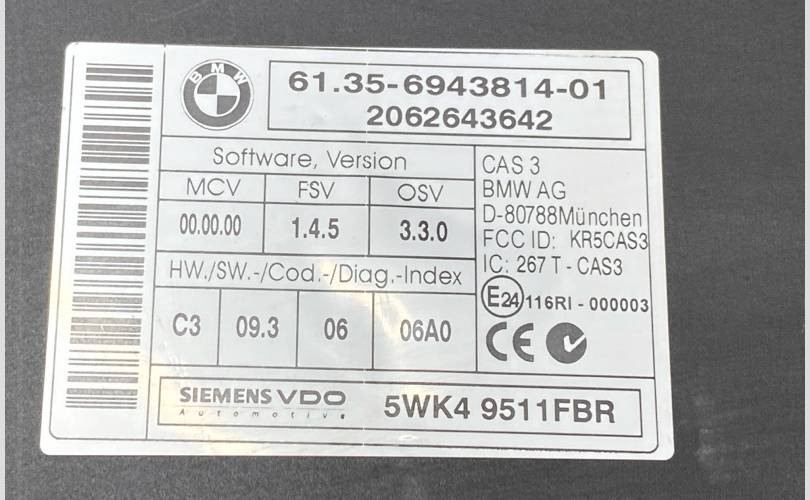 BMW
61.35-6943814-01
2062643642
Software, Version
MCV FSV OSV
00.00.00 1.4.5 3.3.0
HW./SW.-/Cod.-/Diag.-Index
C3 09.3 06 06A0
CAS 3
BMW AG
D-80788München
FCC ID: KR5CAS3
IC: 267 T - CAS3
E24 116RI - 000003
CE
SIEMENS VDO
Automotive
5WK4 9511FBR